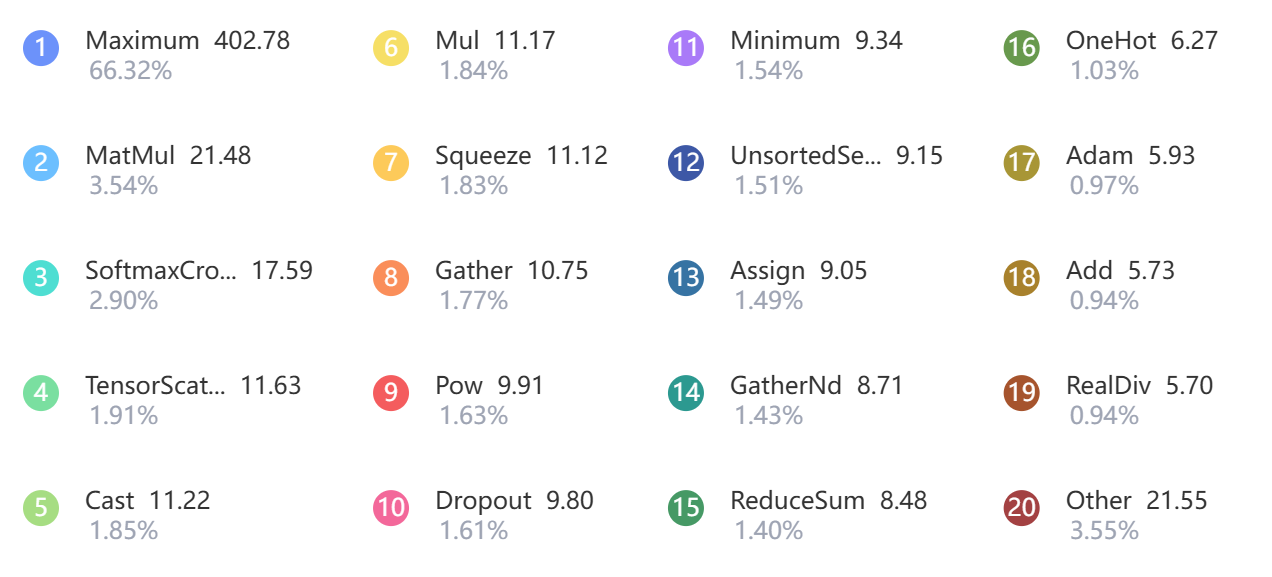 1 Maximum 402.78
66.32%
2 MatMul 21.48
3.54%
3 SoftmaxCro... 17.59
2.90%
4 TensorScat... 11.63
1.91%
5 Cast 11.22
1.85%
6 Mul 11.17
1.84%
7 Squeeze 11.12
1.83%
8 Gather 10.75
1.77%
9 Pow 9.91
1.63%
10 Dropout 9.80
1.61%
11 Minimum 9.34
1.54%
12 UnsortedSe... 9.15
1.51%
13 Assign 9.05
1.49%
14 GatherNd 8.71
1.43%
15 ReduceSum 8.48
1.40%
16 OneHot 6.27
1.03%
17 Adam 5.93
0.97%
18 Add 5.73
0.94%
19 RealDiv 5.70
0.94%
20 Other 21.55
3.55%